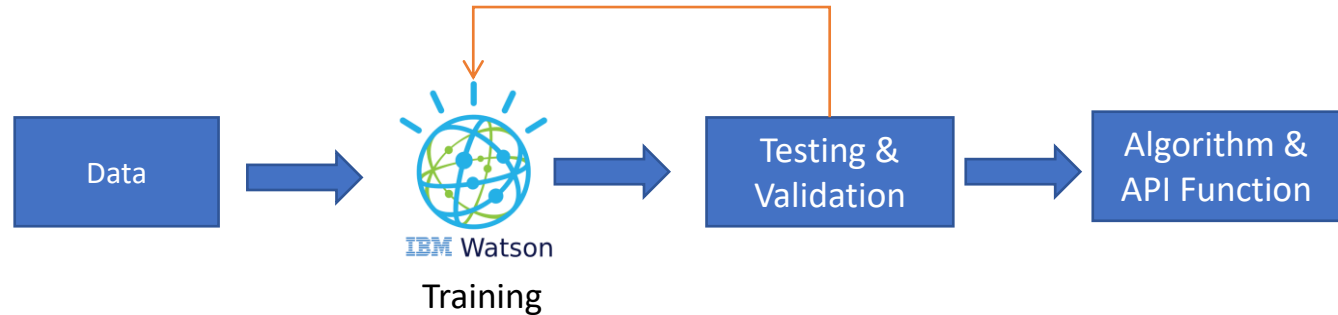 Data
IBM Watson
Training
Testing &
Validation
Algorithm &
API Function